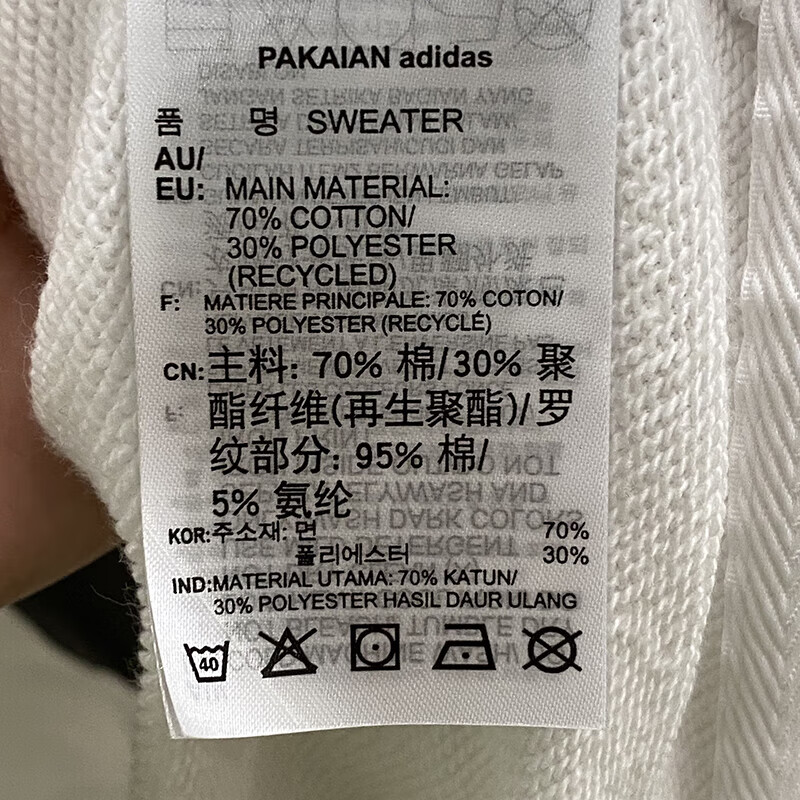 PAKAIAN adidas
품 명 SWEATER
AU/
EU: MAIN MATERIAL:
70% COTTON/
30% POLYESTER
(RECYCLED)
F: MATIERE PRINCIPALE: 70% COTON/
30% POLYESTER (RECYCLÉ)
CN:主料: 70% 棉/30% 聚
酯纤维(再生聚酯)/罗
纹部分: 95% 棉/
5% 氨纶
KOR:주소재: 면 70%
폴리에스터 30%
IND:MATERIAL UTAMA: 70% KATUN/
30% POLYESTER HASIL DAUR ULANG
40